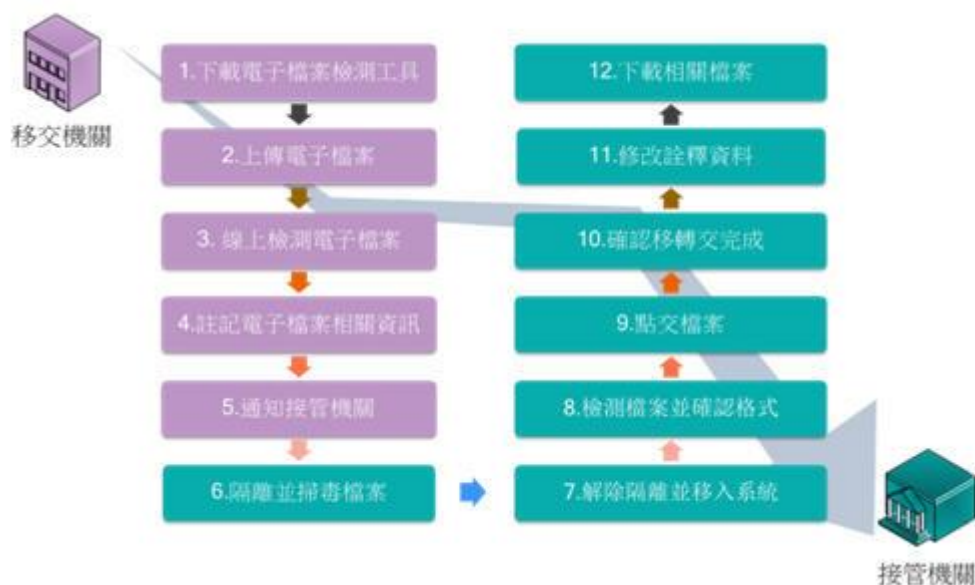 移交機關
1.下載電子檔案檢測工具
2.上傳電子檔案
3. 線上檢測電子檔案
4.註記電子檔案相關資訊
5.通知接管機關
6.隔離並掃毒檔案
7.解除隔離並移入系統
8.檢測檔案並確認格式
9.點交檔案
10.確認移轉交完成
11.修改詮釋資料
12.下載相關檔案
接管機關